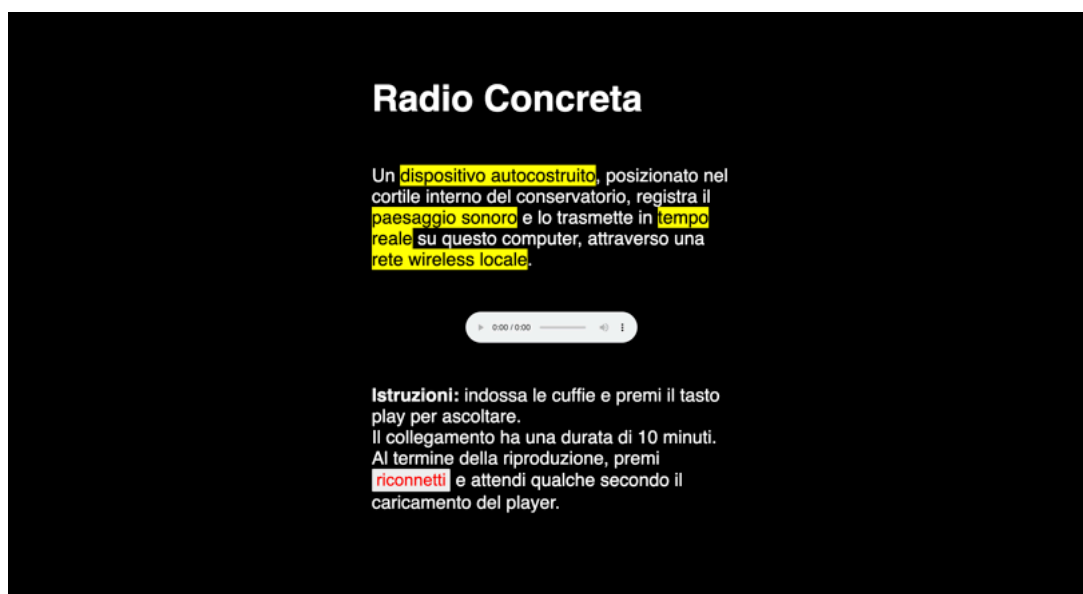 Radio Concreta
Un dispositivo autocostruito, posizionato nel
cortile interno del conservatorio, registra il
paesaggio sonoro e lo trasmette in tempo
reale su questo computer, attraverso una
rete wireless locale.
0:00 / 0:00
Istruzioni: indossa le cuffie e premi il tasto
play per ascoltare.
Il collegamento ha una durata di 10 minuti.
Al termine della riproduzione, premi
riconnetti e attendi qualche secondo il
caricamento del player.